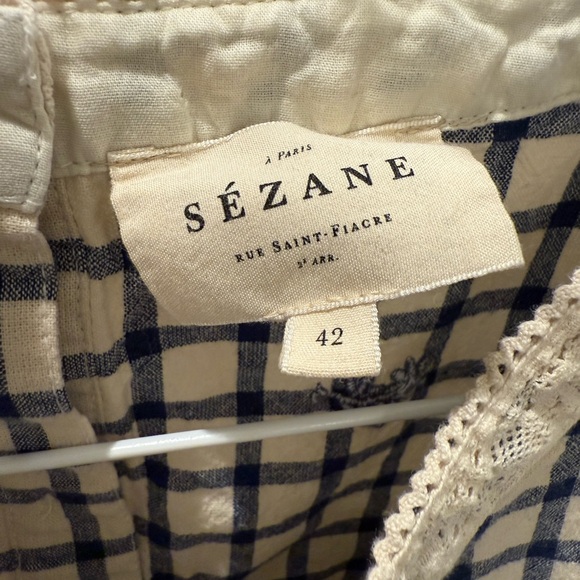 À PARIS
SÉZANE
RUE SAINT-FIACRE
2ᴱ ARR.
42